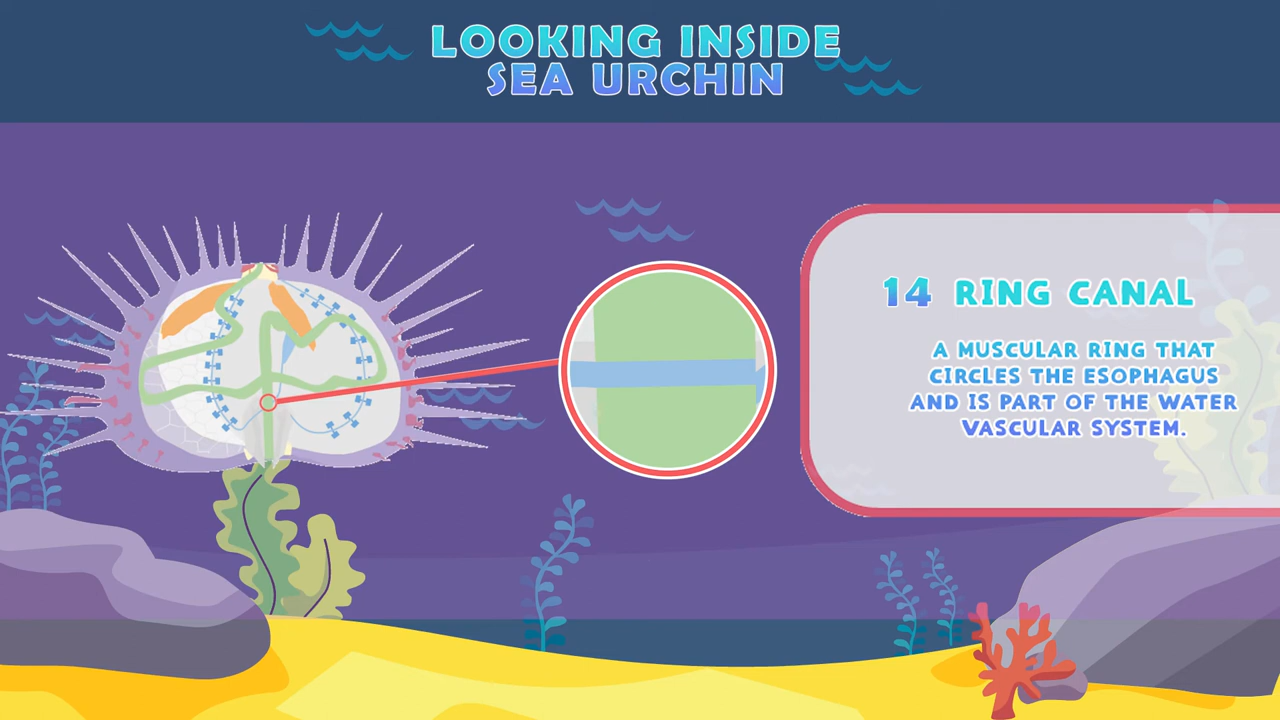 LOOKING INSIDE
SEA URCHIN
14 RING CANAL
A MUSCULAR RING THAT
CIRCLES THE ESOPHAGUS
AND IS PART OF THE WATER
VASCULAR SYSTEM.